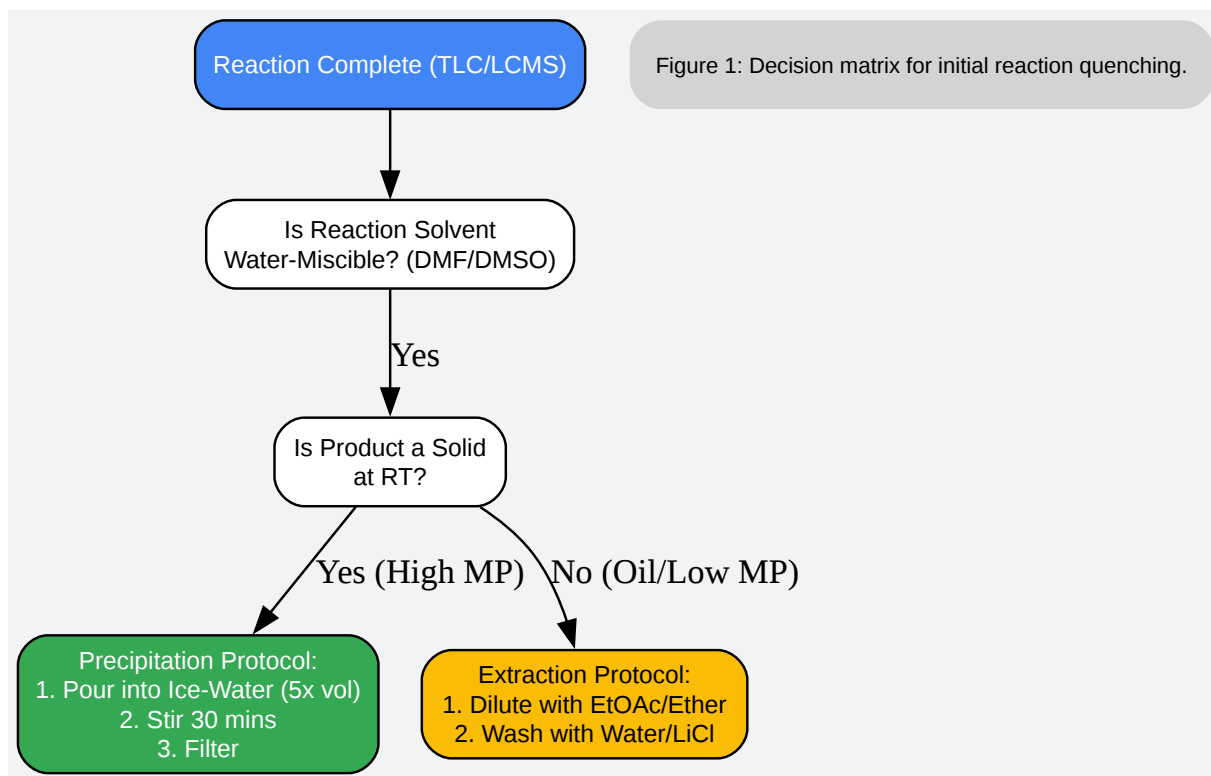 Reaction Complete (TLC/LCMS)
Figure 1: Decision matrix for initial reaction quenching.
Is Reaction Solvent
Water-Miscible? (DMF/DMSO)
Yes
Is Product a Solid
at RT?
Yes (High MP)
No (Oil/Low MP)
Precipitation Protocol:
1. Pour into Ice-Water (5x vol)
2. Stir 30 mins
3. Filter
Extraction Protocol:
1. Dilute with EtOAc/Ether
2. Wash with Water/LiCl